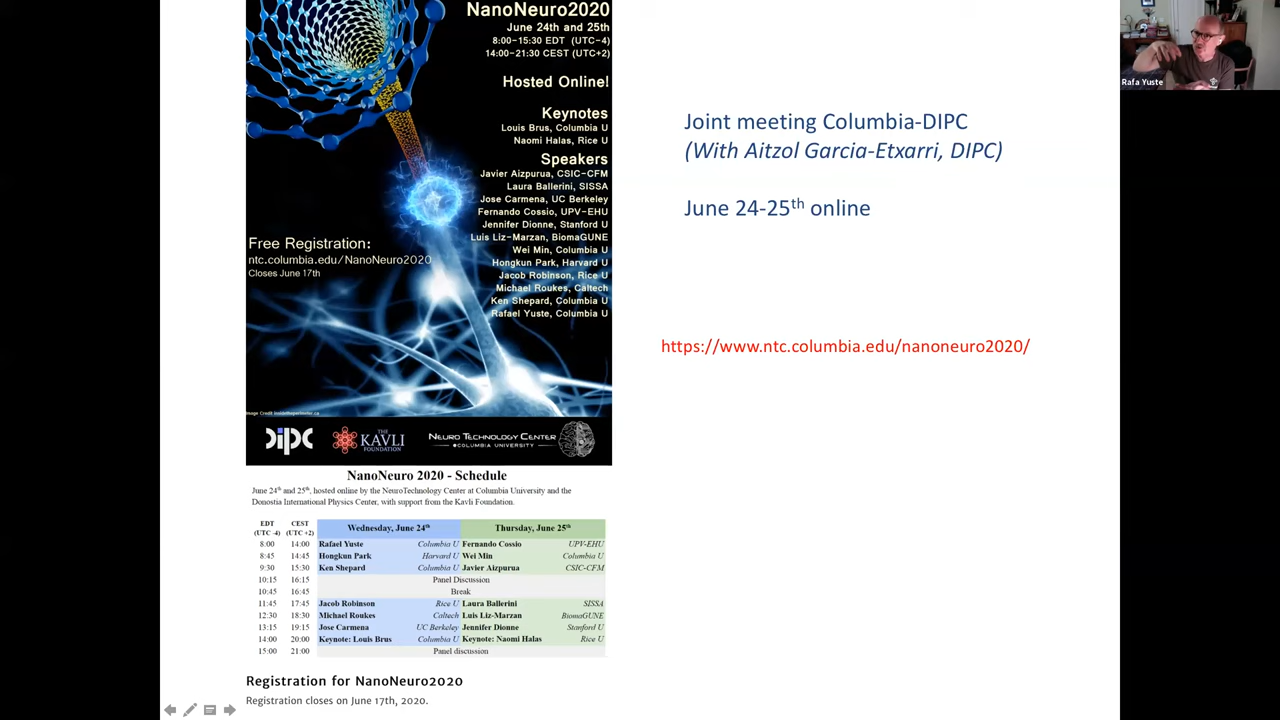 NanoNeuro2020
June 24th and 25th
8:00-15:30 EDT (UTC-4)
14:00-21:30 CEST (UTC+2)
Hosted Online!
Keynotes
Louis Brus, Columbia U
Naomi Halas, Rice U
Speakers
Javier Aizpurua, CSIC-CFM
Laura Ballerini, SISSA
Jose Carmena, UC Berkeley
Fernando Cossio, UPV-EHU
Jennifer Dionne, Stanford U
Luis Liz-Marzan, BiomaGUNE
Wei Min, Columbia U
Hongkun Park, Harvard U
Jacob Robinson, Rice U
Michael Roukes, Caltech
Ken Shepard, Columbia U
Rafael Yuste, Columbia U
Free Registration:
ntc.columbia.edu/NanoNeuro2020
Closes June 17th
dipc
THE KAVLI FOUNDATION
NEURO TECHNOLOGY CENTER
@COLUMBIA UNIVERSITY
NanoNeuro 2020 - Schedule
June 24th and 25th, hosted online by the NeuroTechnology Center at Columbia University and the
Donostia International Physics Center, with support from the Kavli Foundation.
EDT (UTC -4) CEST (UTC +2) Wednesday, June 24th Thursday, June 25th
8:00 14:00 Rafael Yuste Columbia U Fernando Cossio UPV-EHU
8:45 14:45 Hongkun Park Harvard U Wei Min Columbia U
9:30 15:30 Ken Shepard Columbia U Javier Aizpurua CSIC-CFM
10:15 16:15 Panel Discussion
10:45 16:45 Break
11:45 17:45 Jacob Robinson Rice U Laura Ballerini SISSA
12:30 18:30 Michael Roukes Caltech Luis Liz-Marzan BiomaGUNE
13:15 19:15 Jose Carmena UC Berkeley Jennifer Dionne Stanford U
14:00 20:00 Keynote: Louis Brus Columbia U Keynote: Naomi Halas Rice U
15:00 21:00 Panel discussion
Registration for NanoNeuro2020
Registration closes on June 17th, 2020.
Joint meeting Columbia-DIPC
(With Aitzol Garcia-Etxarri, DIPC)
June 24-25th online
https://www.ntc.columbia.edu/nanoneuro2020/
Rafa Yuste